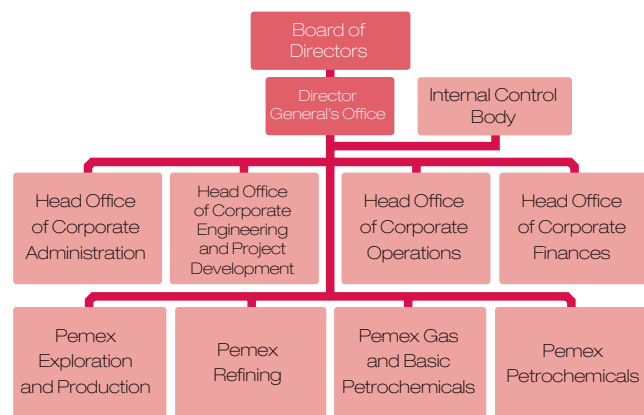 Board of
Directors
Director
General's Office
Internal Control
Body
Head Office
of Corporate
Administration
Head Office
of Corporate
Engineering
and Project
Development
Head Office
of Corporate
Operations
Head Office
of Corporate
Finances
Pemex
Exploration
and Production
Pemex
Refining
Pemex Gas
and Basic
Petrochemicals
Pemex
Petrochemicals